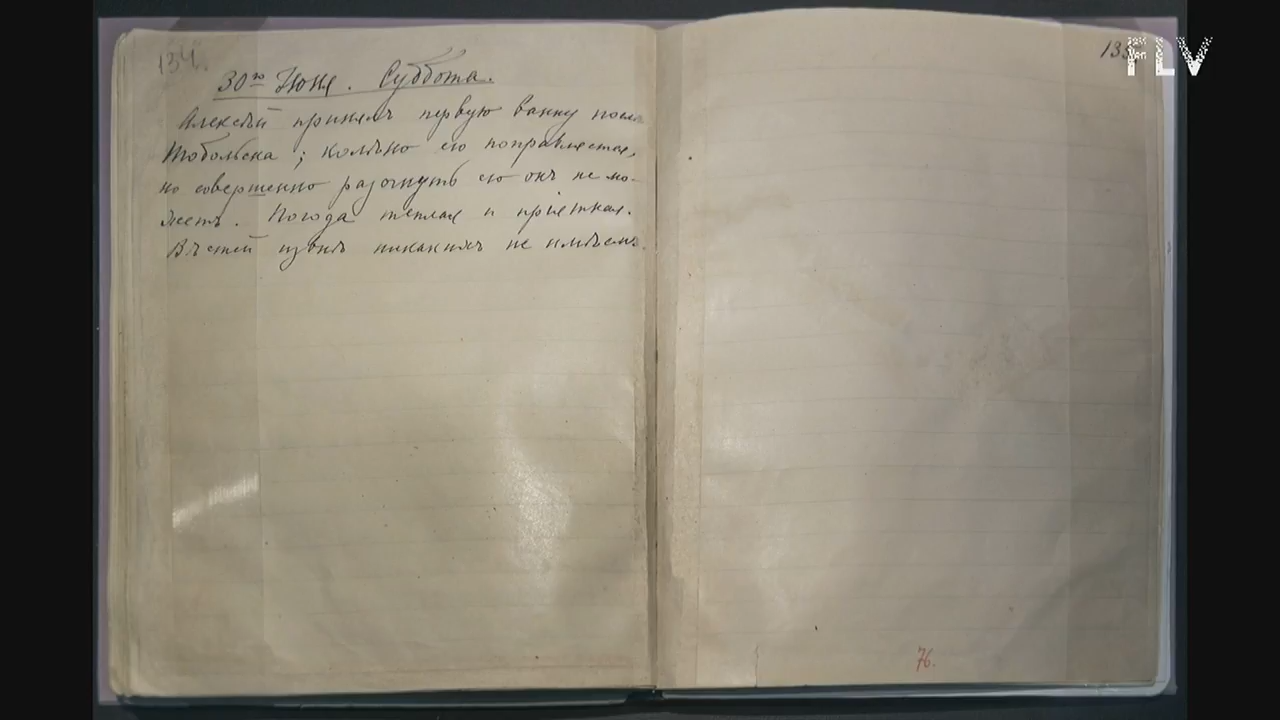 134.
30го Июня. Суббота.
Алексѣй принялъ первую ванну послѣ
Тобольска; колѣно его поправляется,
но совершенно разогнуть его онъ не мо-
жетъ. Погода теплая и пріятная.
Вѣстей извнѣ никакихъ не имѣемъ.
FLV
76.